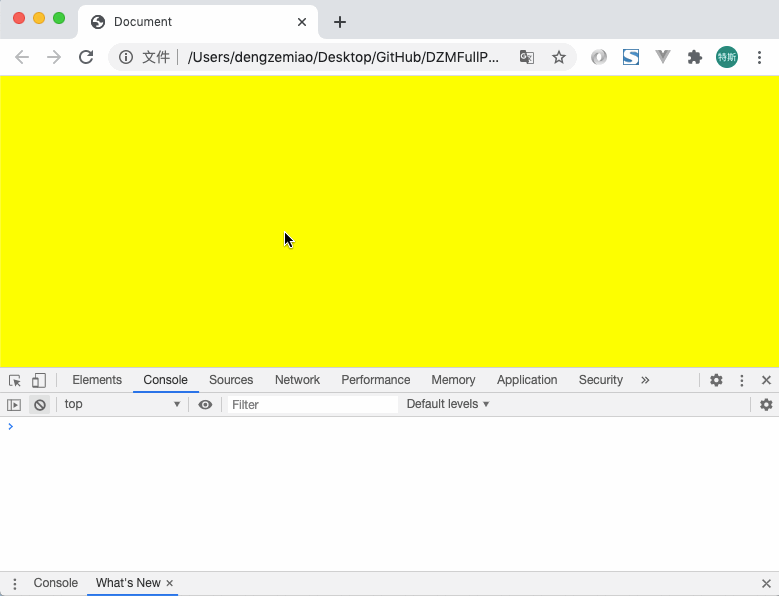 Document
文件 /Users/dengzemiao/Desktop/GitHub/DZMFullP... 特斯
Elements Console Sources Network Performance Memory Application Security
top Filter Default levels
Console What's New